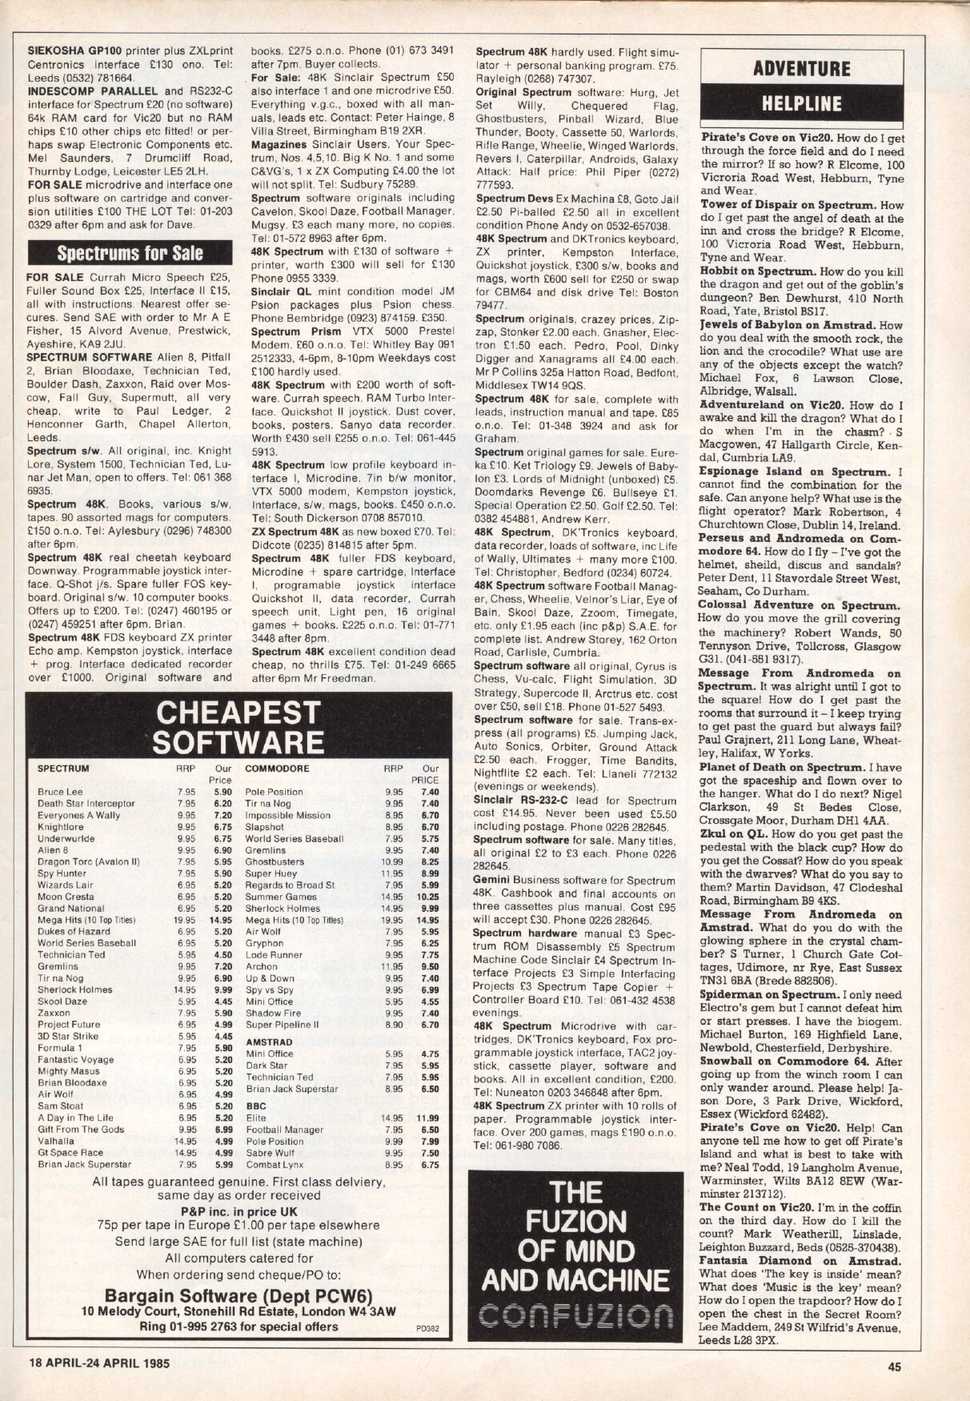 SIEKOSHA GP100 printer plus ZXLprint
Centronics interface £130 ono. Tel:
Leeds (0532) 781664.
INDESCOMP PARALLEL and RS232-C
interface for Spectrum £20 (no software)
64k RAM card for Vic20 but no RAM
chips £10 other chips etc fitted! or per-
haps swap Electronic Components etc.
Mel Saunders, 7 Drumcliff Road,
Thurnby Lodge, Leicester LE5 2LH.
FOR SALE microdrive and interface one
plus software on cartridge and conver-
sion utilities £100 THE LOT Tel: 01-203
0329 after 6pm and ask for Dave.
Spectrums for Sale
FOR SALE Currah Micro Speech £25,
Fuller Sound Box £25, Interface II £15,
all with instructions. Nearest offer se-
cures. Send SAE with order to Mr A E
Fisher, 15 Alvord Avenue, Prestwick,
Ayeshire, KA9 2JU.
SPECTRUM SOFTWARE Alien 8, Pitfall
2, Brian Bloodaxe, Technician Ted,
Boulder Dash, Zaxxon, Raid over Mos-
cow, Fall Guy, Supermutt, all very
cheap, write to Paul Ledger, 2
Henconner Garth, Chapel Allerton,
Leeds.
Spectrum s/w. All original, inc. Knight
Lore, System 1500, Technician Ted, Lu-
nar Jet Man, open to offers. Tel: 061 368
6935.
Spectrum 48K, Books, various s/w,
tapes. 90 assorted mags for computers.
£150 o.n.o. Tel: Aylesbury (0296) 748300
after 6pm.
Spectrum 48K real cheetah keyboard
Downway. Programmable joystick inter-
face. Q-Shot j/s. Spare fuller FOS key-
board. Original s/w. 10 computer books.
Offers up to £200. Tel: (0247) 460195 or
(0247) 459251 after 6pm. Brian.
Spectrum 48K FDS keyboard ZX printer
Echo amp. Kempston joystick, interface
+ prog. Interface dedicated recorder
over £1000. Original software and
books. £275 o.n.o. Phone (01) 673 3491
after 7pm. Buyer collects.
For Sale: 48K Sinclair Spectrum £50
also interface 1 and one microdrive £50.
Everything v.g.c., boxed with all man-
uals, leads etc. Contact: Peter Hainge, 8
Villa Street, Birmingham B19 2XR.
Magazines Sinclair Users, Your Spec-
trum, Nos. 4,5,10. Big K No. 1 and some
C&VG's, 1 x ZX Computing £4.00 the lot
will not split. Tel: Sudbury 75289.
Spectrum software originals including
Cavelon, Skool Daze, Football Manager,
Mugsy. £3 each many more, no copies.
Tel: 01-572 8963 after 6pm.
48K Spectrum with £130 of software +
printer, worth £300 will sell for £130
Phone 0955 3339.
Sinclair QL mint condition model JM
Psion packages plus Psion chess.
Phone Bembridge (0923) 874159. £350.
Spectrum Prism VTX 5000 Prestel
Modem. £60 o.n.o. Tel: Whitley Bay 091
2512333, 4-6pm, 8-10pm Weekdays cost
£100 hardly used.
48K Spectrum with £200 worth of soft-
ware. Currah speech. RAM Turbo Inter-
face. Quickshot II joystick. Dust cover,
books, posters. Sanyo data recorder.
Worth £430 sell £255 o.n.o. Tel: 061-445
5913.
48K Spectrum low profile keyboard in-
terface I, Microdine. 7in b/w monitor,
VTX 5000 modem, Kempston joystick,
Interface, s/w, mags, books. £450 o.n.o.
Tel: South Dickerson 0708 857010.
ZX Spectrum 48K as new boxed £70. Tel:
Didcote (0235) 814815 after 5pm.
Spectrum 48K fuller FDS keyboard,
Microdine + spare cartridge, Interface
I, programable joystick interface
Quickshot II, data recorder, Currah
speech unit, Light pen, 16 original
games + books. £225 o.n.o. Tel: 01-771
3448 after 8pm.
Spectrum 48K excellent condition dead
cheap, no thrills £75. Tel: 01-249 6665
after 6pm Mr Freedman.
CHEAPEST
SOFTWARE
SPECTRUM RRP Our Price
Bruce Lee 7.95 5.90
Death Star Interceptor 7.95 6.20
Everyones A Wally 9.95 7.20
Knightlore 9.95 6.75
Underwurlde 9.95 6.75
Alien 8 9.95 6.90
Dragon Torc (Avalon II) 7.95 5.95
Spy Hunter 7.95 5.90
Wizards Lair 6.95 5.20
Moon Cresta 6.95 5.20
Grand National 6.95 5.20
Mega Hits (10 Top Titles) 19.95 14.95
Dukes of Hazard 6.95 5.20
World Series Baseball 6.95 5.20
Technician Ted 5.95 4.50
Gremlins 9.95 7.20
Tir na Nog 9.95 6.90
Sherlock Holmes 14.95 9.99
Skool Daze 5.95 4.45
Zaxxon 7.95 5.90
Project Future 6.95 4.99
3D Star Strike 5.95 4.45
Formula 1 7.95 5.90
Fantastic Voyage 6.95 5.20
Mighty Masus 6.95 5.20
Brian Bloodaxe 6.95 5.20
Air Wolf 6.95 4.99
Sam Stoat 6.95 5.20
A Day in The Life 6.95 5.20
Gift From The Gods 9.95 6.99
Valhalla 14.95 4.99
Gt Space Race 14.95 4.99
Brian Jack Superstar 7.95 5.99
COMMODORE RRP Our PRICE
Pole Position 9.95 7.40
Tir na Nog 9.95 7.40
Impossible Mission 8.95 6.70
Slapshot 8.95 6.70
World Series Baseball 7.95 5.75
Gremlins 9.95 7.40
Ghostbusters 10.99 8.25
Super Huey 11.95 8.99
Regards to Broad St 7.95 5.99
Summer Games 14.95 10.25
Sherlock Holmes 14.95 9.99
Mega Hits (10 Top Titles) 19.95 14.95
Air Wolf 7.95 5.95
Gryphon 7.95 6.25
Lode Runner 9.95 7.75
Archon 11.95 9.50
Up & Down 9.95 7.40
Spy vs Spy 9.95 6.99
Mini Office 5.95 4.55
Shadow Fire 9.95 7.40
Super Pipeline II 8.90 6.70
AMSTRAD
Mini Office 5.95 4.75
Dark Star 7.95 5.95
Technician Ted 7.95 5.95
Brian Jack Superstar 8.95 6.50
BBC
Elite 14.95 11.99
Football Manager 7.95 6.50
Pole Position 9.99 7.99
Sabre Wulf 9.95 7.50
Combat Lynx 8.95 6.75
All tapes guaranteed genuine. First class delviery,
same day as order received
P&P inc. in price UK
75p per tape in Europe £1.00 per tape elsewhere
Send large SAE for full list (state machine)
All computers catered for
When ordering send cheque/PO to:
Bargain Software (Dept PCW6)
10 Melody Court, Stonehill Rd Estate, London W4 3AW
Ring 01-995 2763 for special offers
PD382
Spectrum 48K hardly used. Flight simu-
lator + personal banking program. £75.
Rayleigh (0268) 747307.
Original Spectrum software: Hurg, Jet
Set Willy, Chequered Flag,
Ghostbusters, Pinball Wizard, Blue
Thunder, Booty, Cassette 50, Warlords,
Rifle Range, Wheelie, Winged Warlords,
Revers I, Caterpillar, Androids, Galaxy
Attack: Half price: Phil Piper (0272)
777593.
Spectrum Devs Ex Machina £8, Goto Jail
£2.50 Pi-balled £2.50 all in excellent
condition Phone Andy on 0532-657038.
48K Spectrum and DKTronics keyboard,
ZX printer, Kempston Interface,
Quickshot joystick, £300 s/w, books and
mags, worth £600 sell for £250 or swap
for CBM64 and disk drive Tel: Boston
79477.
Spectrum originals, crazey prices, Zip-
zap, Stonker £2.00 each. Gnasher, Elec-
tron £1.50 each. Pedro, Pool, Dinky
Digger and Xanagrams all £4.00 each.
Mr P Collins 325a Hatton Road, Bedfont,
Middlesex TW14 9QS.
Spectrum 48K for sale, complete with
leads, instruction manual and tape. £85
o.n.o. Tel: 01-348 3924 and ask for
Graham.
Spectrum original games for sale. Eure-
ka £10. Ket Triology £9. Jewels of Baby-
lon £3. Lords of Midnight (unboxed) £5.
Doomdarks Revenge £6. Bullseye £1.
Special Operation £2.50. Golf £2.50. Tel:
0382 454881, Andrew Kerr.
48K Spectrum, DK'Tronics keyboard,
data recorder, loads of software, inc Life
of Wally, Ultimates + many more £100.
Tel: Christopher, Bedford (0234) 60724.
48K Spectrum software Football Manag-
er, Chess, Wheelie, Velnor's Liar, Eye of
Bain, Skool Daze, Zzoom, Timegate,
etc. only £1.95 each (inc p&p) S.A.E. for
complete list. Andrew Storey, 162 Orton
Road, Carlisle, Cumbria.
Spectrum software all original, Cyrus is
Chess, Vu-calc, Flight Simulation, 3D
Strategy, Supercode II, Arctrus etc. cost
over £50, sell £18. Phone 01-527 5493.
Spectrum software for sale. Trans-ex-
press (all programs) £5. Jumping Jack,
Auto Sonics, Orbiter, Ground Attack
£2.50 each. Frogger, Time Bandits,
Nightflite £2 each. Tel: Llaneli 772132
(evenings or weekends).
Sinclair RS-232-C lead for Spectrum
cost £14.95. Never been used £5.50
including postage. Phone 0226 282645.
Spectrum software for sale. Many titles,
all original £2 to £3 each. Phone 0226
282645.
Gemini Business software for Spectrum
48K. Cashbook and final accounts on
three cassettes plus manual. Cost £95
will accept £30. Phone 0226 282645.
Spectrum hardware manual £3 Spec-
trum ROM Disassembly £5 Spectrum
Machine Code Sinclair £4 Spectrum In-
terface Projects £3 Simple Interfacing
Projects £3 Spectrum Tape Copier +
Controller Board £10. Tel: 061-432 4538
evenings.
48K Spectrum Microdrive with car-
tridges, DK'Tronics keyboard, Fox pro-
grammable joystick interface, TAC2 joy-
stick, cassette player, software and
books. All in excellent condition, £200.
Tel: Nuneaton 0203 346848 after 6pm.
48K Spectrum ZX printer with 10 rolls of
paper. Programmable joystick inter-
face. Over 200 games, mags £190 o.n.o.
Tel: 061-980 7086.
THE
FUZION
OF MIND
AND MACHINE
CONFUZION
ADVENTURE
HELPLINE
Pirate's Cove on Vic20. How do I get
through the force field and do I need
the mirror? If so how? R Elcome, 100
Vicroria Road West, Hebburn, Tyne
and Wear.
Tower of Dispair on Spectrum. How
do I get past the angel of death at the
inn and cross the bridge? R Elcome,
100 Vicroria Road West, Hebburn,
Tyne and Wear.
Hobbit on Spectrum. How do you kill
the dragon and get out of the goblin's
dungeon? Ben Dewhurst, 410 North
Road, Yate, Bristol BS17.
Jewels of Babylon on Amstrad. How
do you deal with the smooth rock, the
lion and the crocodile? What use are
any of the objects except the watch?
Michael Fox, 6 Lawson Close,
Albridge, Walsall.
Adventureland on Vic20. How do I
awake and kill the dragon? What do I
do when I'm in the chasm? S
Macgowen, 47 Hallgarth Circle, Ken-
dal, Cumbria LA9.
Espionage Island on Spectrum. I
cannot find the combination for the
safe. Can anyone help? What use is the
flight operator? Mark Robertson, 4
Churchtown Close, Dublin 14, Ireland.
Perseus and Andromeda on Com-
modore 64. How do I fly – I've got the
helmet, sheild, discus and sandals?
Peter Dent, 11 Stavordale Street West,
Seaham, Co Durham.
Colossal Adventure on Spectrum.
How do you move the grill covering
the machinery? Robert Wands, 50
Tennyson Drive, Tollcross, Glasgow
G31. (041-551 9317).
Message From Andromeda on
Spectrum. It was alright until I got to
the square! How do I get past the
rooms that surround it – I keep trying
to get past the guard but always fail?
Paul Grajnert, 211 Long Lane, Wheat-
ley, Halifax, W Yorks.
Planet of Death on Spectrum. I have
got the spaceship and flown over to
the hanger. What do I do next? Nigel
Clarkson, 49 St Bedes Close,
Crossgate Moor, Durham DH1 4AA.
Zkul on QL. How do you get past the
pedestal with the black cup? How do
you get the Cossat? How do you speak
with the dwarves? What do you say to
them? Martin Davidson, 47 Clodeshal
Road, Birmingham B9 4KS.
Message From Andromeda on
Amstrad. What do you do with the
glowing sphere in the crystal cham-
ber? S Turner, 1 Church Gate Cot-
tages, Udimore, nr Rye, East Sussex
TN31 6BA (Brede 882506).
Spiderman on Spectrum. I only need
Electro's gem but I cannot defeat him
or start presses. I have the biogem.
Michael Burton, 169 Highfield Lane,
Newbold, Chesterfield, Derbyshire.
Snowball on Commodore 64. After
going up from the winch room I can
only wander around. Please help! Ja-
son Dore, 3 Park Drive, Wickford,
Essex (Wickford 62482).
Pirate's Cove on Vic20. Help! Can
anyone tell me how to get off Pirate's
Island and what is best to take with
me? Neal Todd, 19 Langholm Avenue,
Warminster, Wilts BA12 8EW (War-
minster 213712).
The Count on Vic20. I'm in the coffin
on the third day. How do I kill the
count? Mark Weatherill, Linslade,
Leighton Buzzard, Beds (0525-370438).
Fantasia Diamond on Amstrad.
What does 'The key is inside' mean?
What does 'Music is the key' mean?
How do I open the trapdoor? How do I
open the chest in the Secret Room?
Lee Maddern, 249 St Wilfrid's Avenue,
Leeds L28 3PX.
18 APRIL-24 APRIL 1985
45